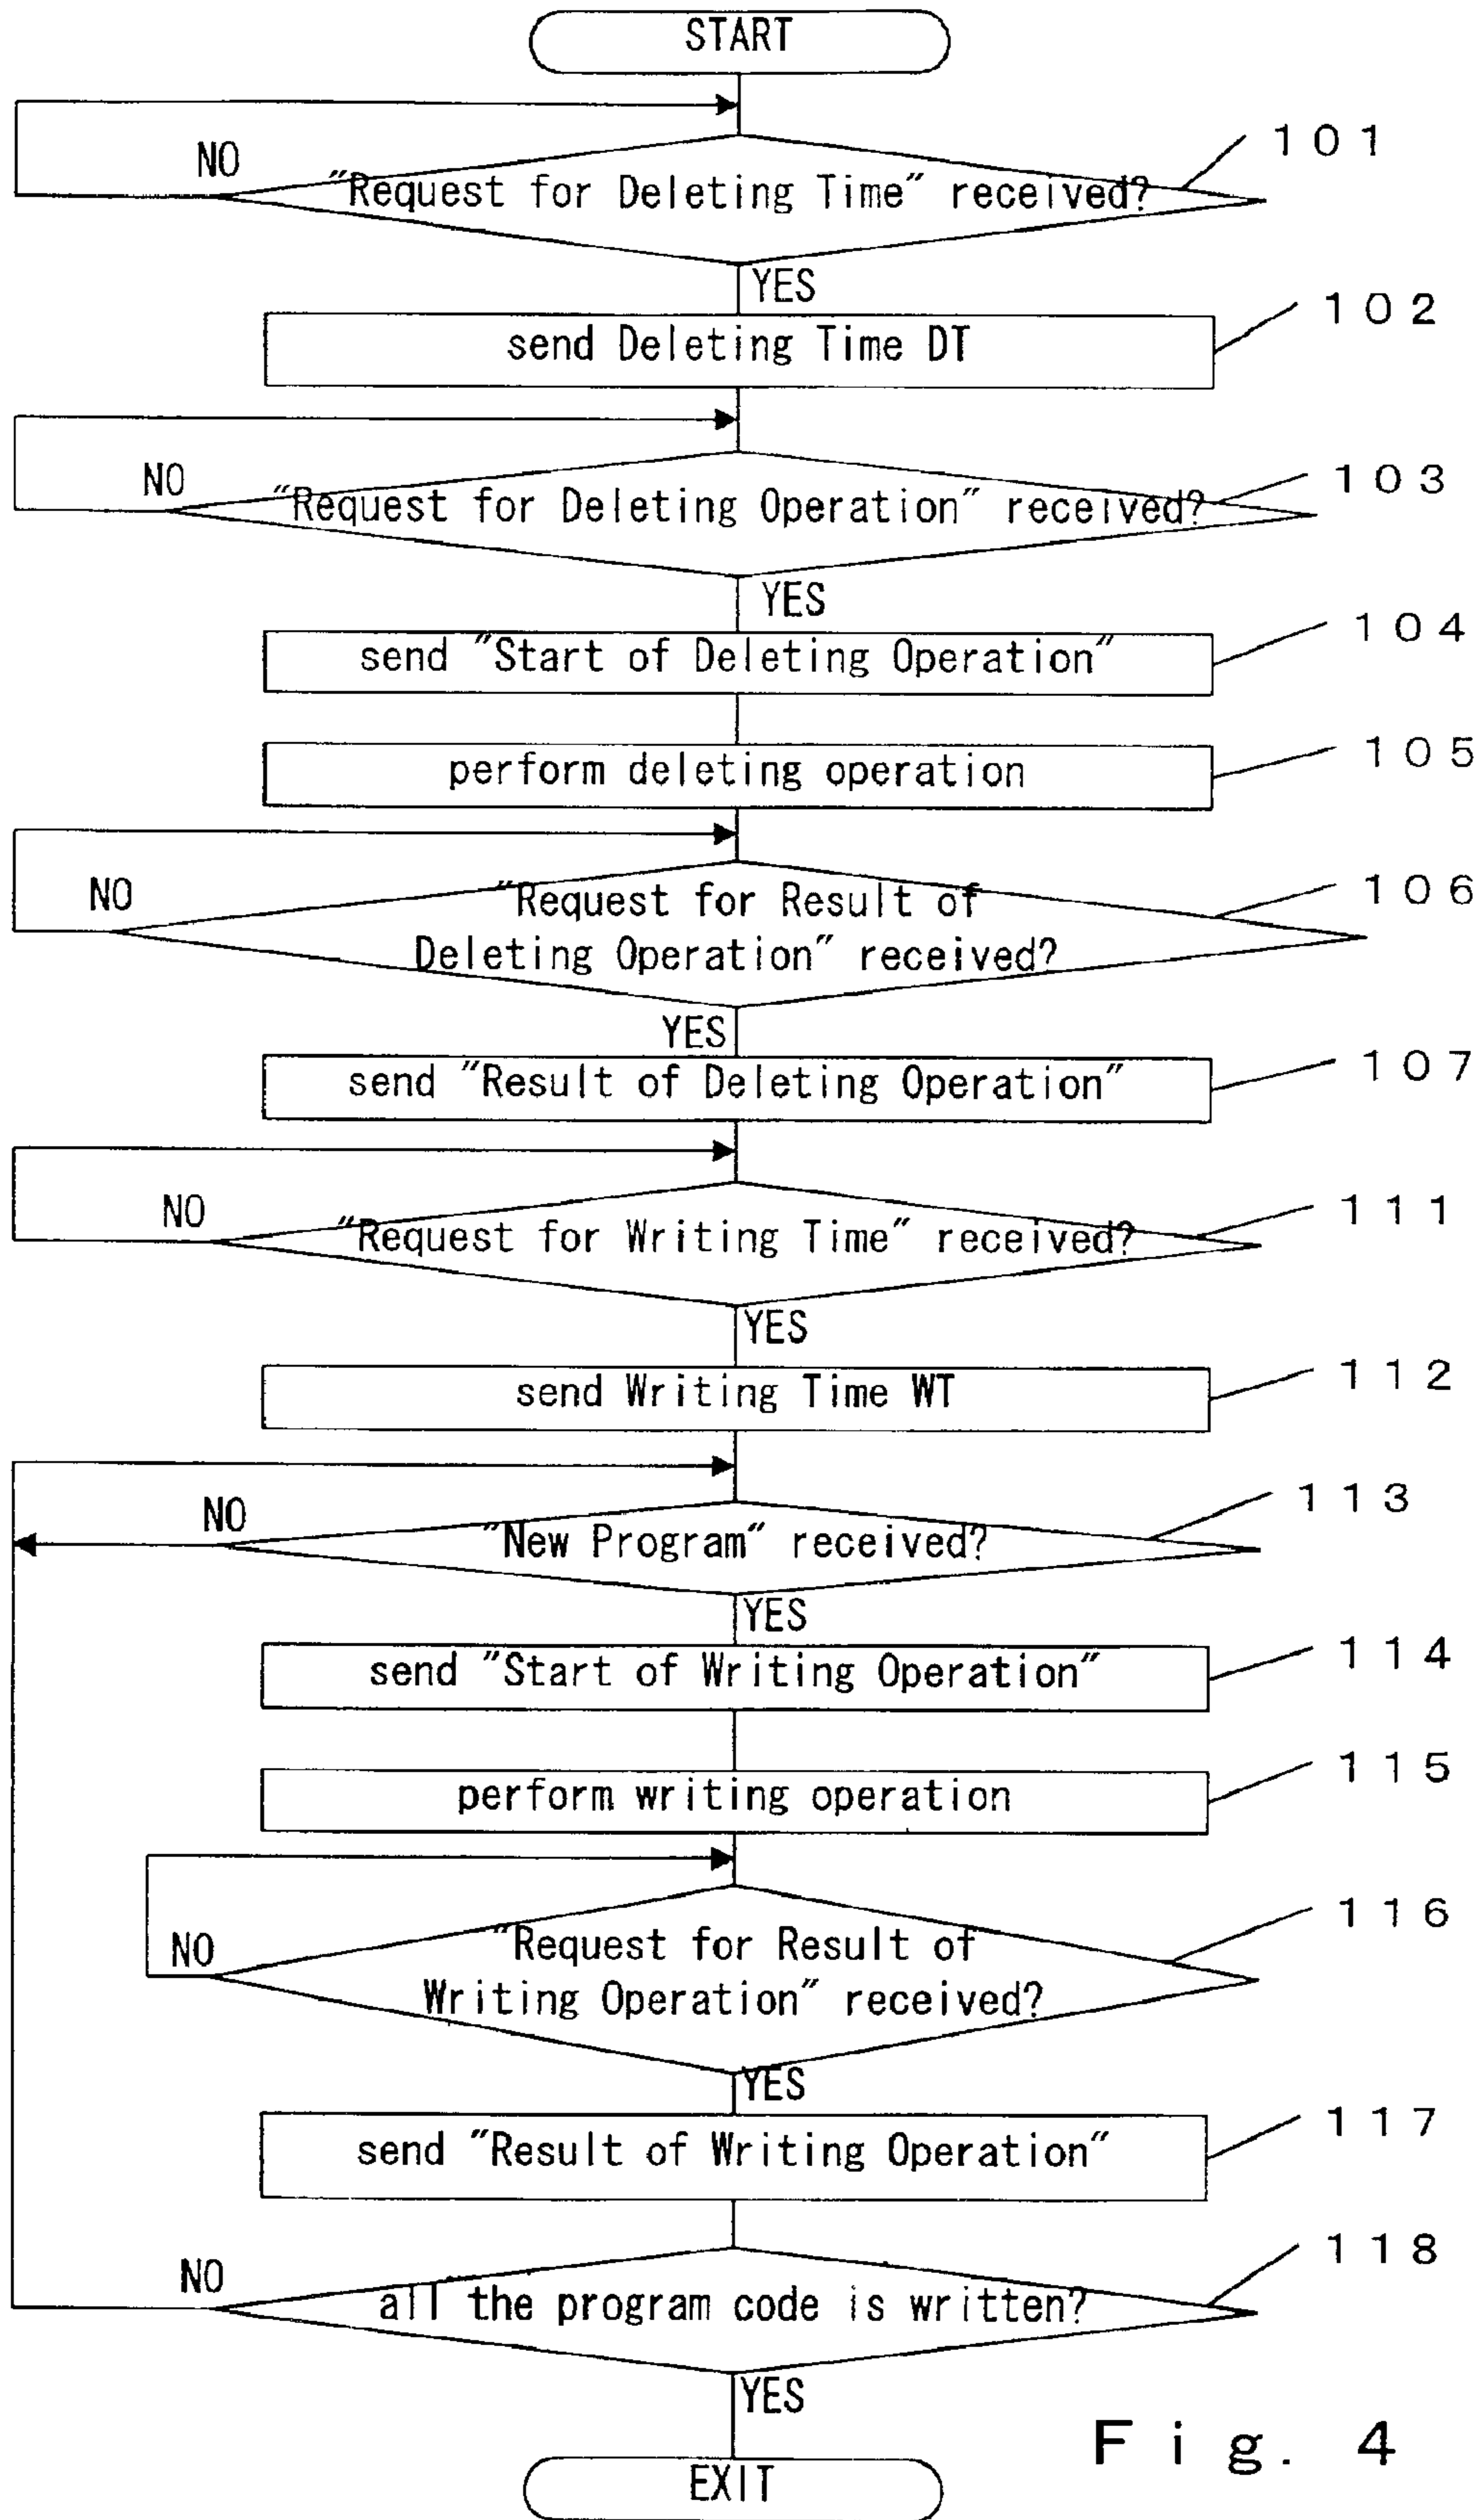 START
NO
"Request for Deleting Time" received?
101
YES
send Deleting Time DT
102
NO
"Request for Deleting Operation" received?
103
YES
send "Start of Deleting Operation"
104
perform deleting operation
105
NO
"Request for Result of
Deleting Operation" received?
106
YES
send "Result of Deleting Operation"
107
NO
"Request for Writing Time" received?
111
YES
send Writing Time WT
112
NO
"New Program" received?
113
YES
send "Start of Writing Operation"
114
perform writing operation
115
NO
"Request for Result of
Writing Operation" received?
116
YES
send "Result of Writing Operation"
117
NO
all the program code is written?
118
YES
EXIT
Fig. 4